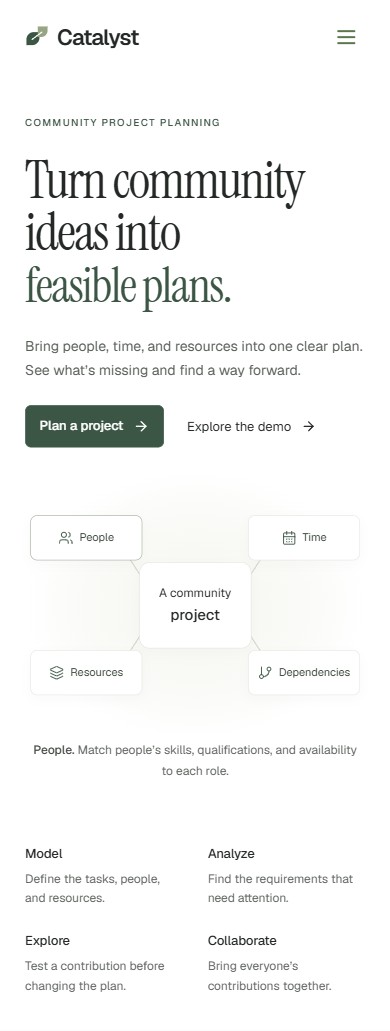 Catalyst
COMMUNITY PROJECT PLANNING
Turn community
ideas into
feasible plans.
Bring people, time, and resources into one clear plan.
See what's missing and find a way forward.
Plan a project
Explore the demo
People
Time
A community
project
Resources
Dependencies
People. Match people's skills, qualifications, and availability
to each role.
Model
Define the tasks, people,
and resources.
Analyze
Find the requirements that
need attention.
Explore
Test a contribution before
changing the plan.
Collaborate
Bring everyone's
contributions together.